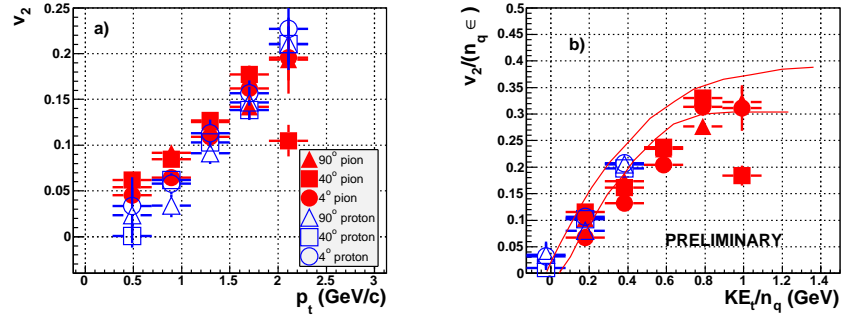 a)
v2
0.25
0.2
0.15
0.1
0.05
0
0 0.5 1 1.5 2 2.5 3
p_t (GeV/c)
90° pion
40° pion
4° pion
90° proton
40° proton
4° proton
b)
v2/(nq ∈)
0.5
0.45
0.4
0.35
0.3
0.25
0.2
0.15
0.1
0.05
0
0 0.2 0.4 0.6 0.8 1 1.2 1.4
PRELIMINARY
KE_t/nq (GeV)